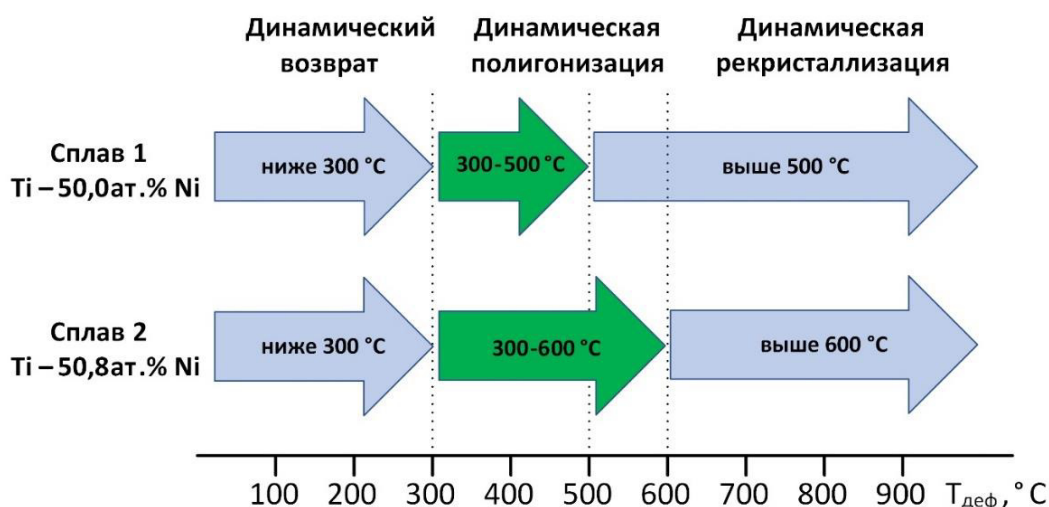 Динамический
возврат
Динамическая
полигонизация
Динамическая
рекристаллизация
Сплав 1
Ti – 50,0ат.% Ni
ниже 300 °C
300-500 °C
выше 500 °C
Сплав 2
Ti – 50,8ат.% Ni
ниже 300 °C
300-600 °C
выше 600 °C
100 200 300 400 500 600 700 800 900 Tдеф, °C